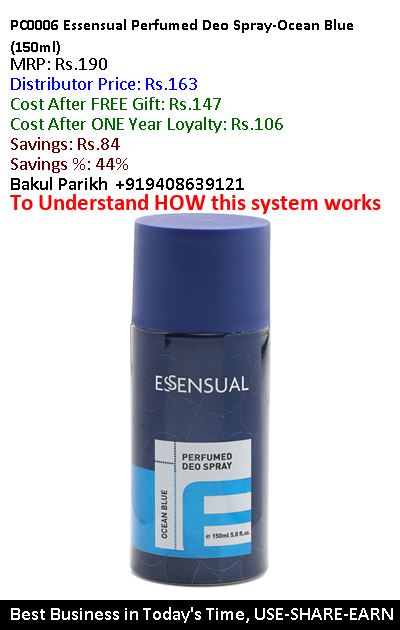 PC0006 Essensual Perfumed Deo Spray-Ocean Blue
(150ml)
MRP: Rs.190
Distributor Price: Rs.163
Cost After FREE Gift: Rs.147
Cost After ONE Year Loyalty: Rs.106
Savings: Rs.84
Savings %: 44%
Bakul Parikh +919408639121
To Understand HOW this system works
ESSENSUAL
PERFUMED
DEO SPRAY
OCEAN BLUE
e 150ml 5.0 fl.oz.
Best Business in Today's Time, USE-SHARE-EARN